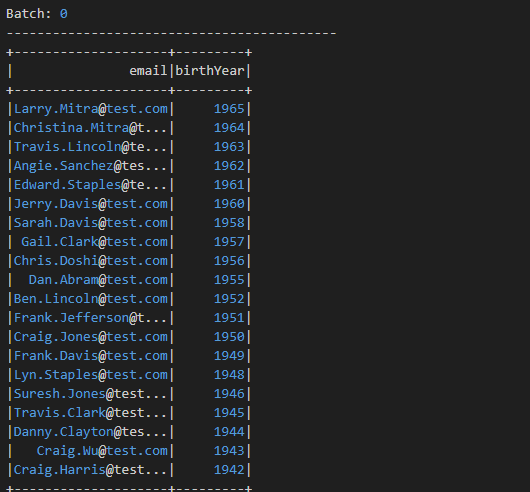 Batch: 0
-------------------------------------------
+--------------------+---------+
|               email|birthYear|
+--------------------+---------+
|Larry.Mitra@test.com|     1965|
|Christina.Mitra@t...|     1964|
|Travis.Lincoln@te...|     1963|
|Angie.Sanchez@tes...|     1962|
|Edward.Staples@te...|     1961|
|Jerry.Davis@test.com|     1960|
|Sarah.Davis@test.com|     1958|
| Gail.Clark@test.com|     1957|
|Chris.Doshi@test.com|     1956|
|  Dan.Abram@test.com|     1955|
|Ben.Lincoln@test.com|     1952|
|Frank.Jefferson@t...|     1951|
|Craig.Jones@test.com|     1950|
|Frank.Davis@test.com|     1949|
|Lyn.Staples@test.com|     1948|
|Suresh.Jones@test...|     1946|
|Travis.Clark@test...|     1945|
|Danny.Clayton@tes...|     1944|
|   Craig.Wu@test.com|     1943|
|Craig.Harris@test...|     1942|
+--------------------+---------+